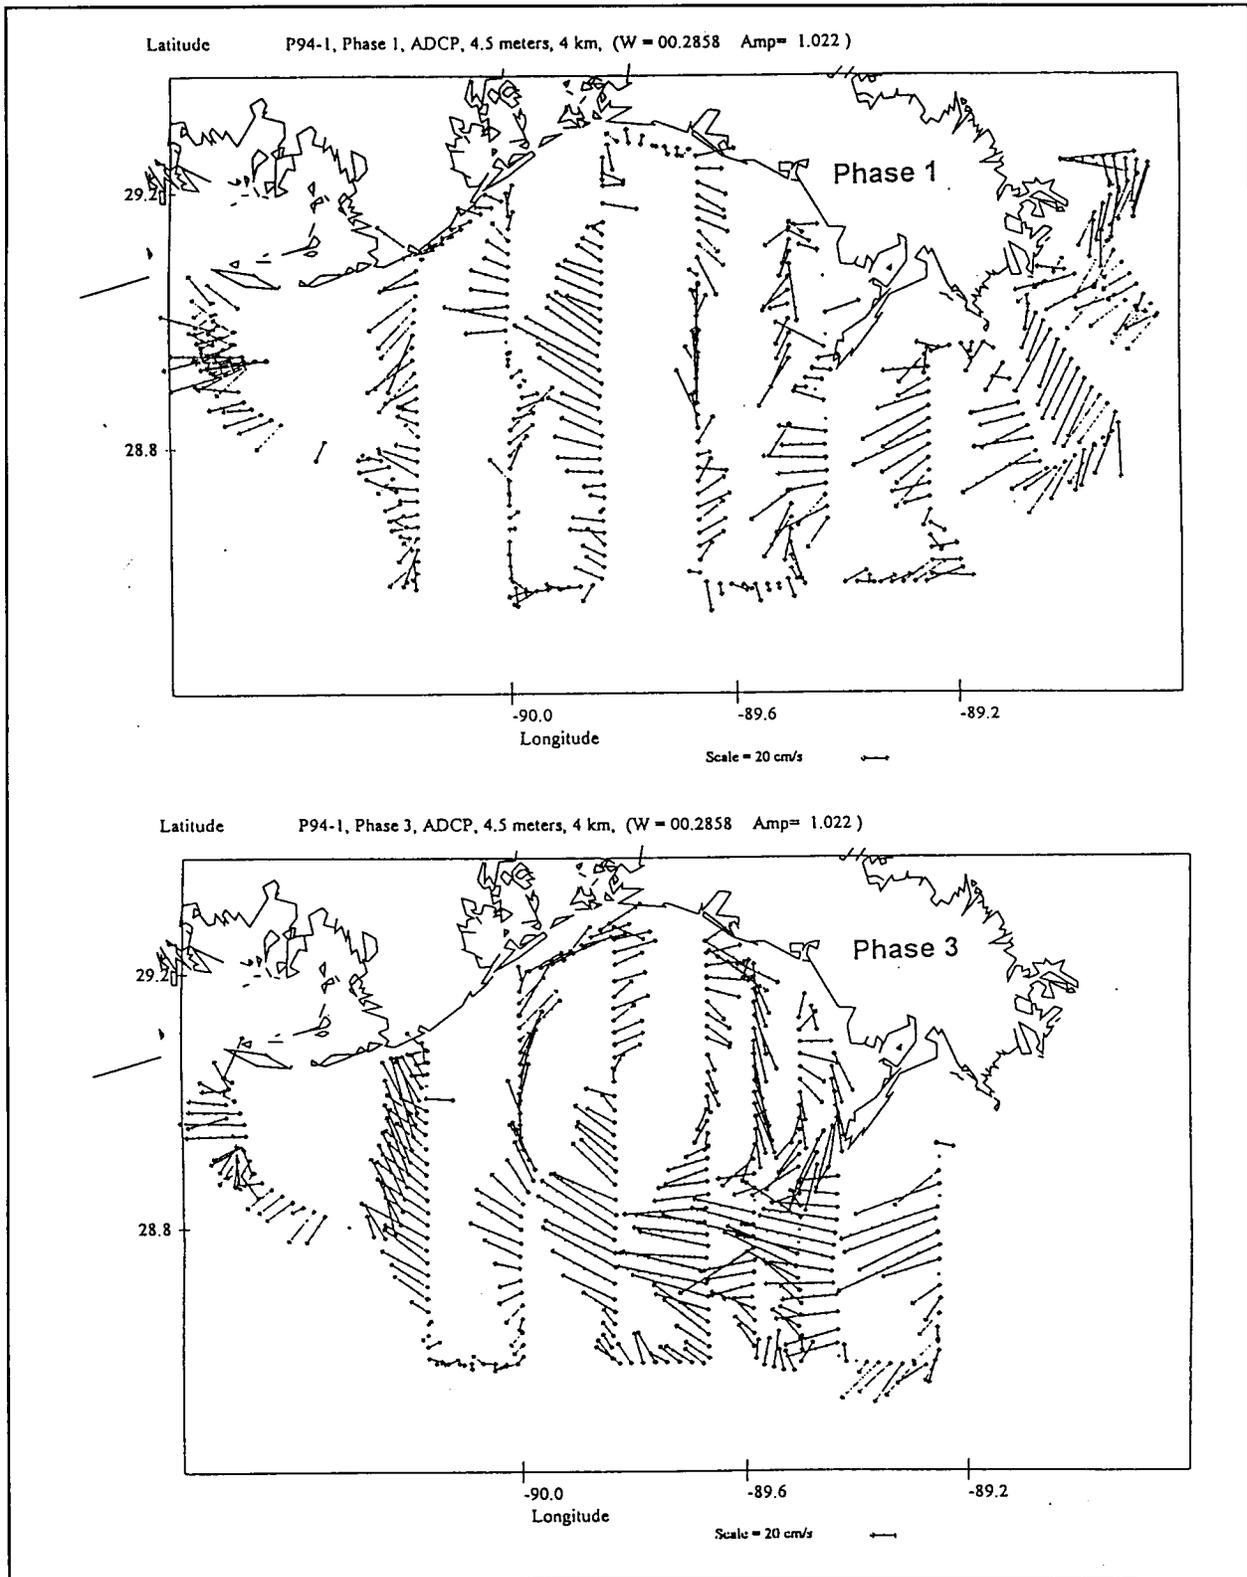 Latitude P94-1, Phase 1, ADCP, 4.5 meters, 4 km, (W = 00.2858 Amp= 1.022 )
Phase 1
29.2
28.8
-90.0 -89.6 -89.2
Longitude
Scale = 20 cm/s
Latitude P94-1, Phase 3, ADCP, 4.5 meters, 4 km, (W = 00.2858 Amp= 1.022 )
Phase 3
29.2
28.8
-90.0 -89.6 -89.2
Longitude
Scale = 20 cm/s